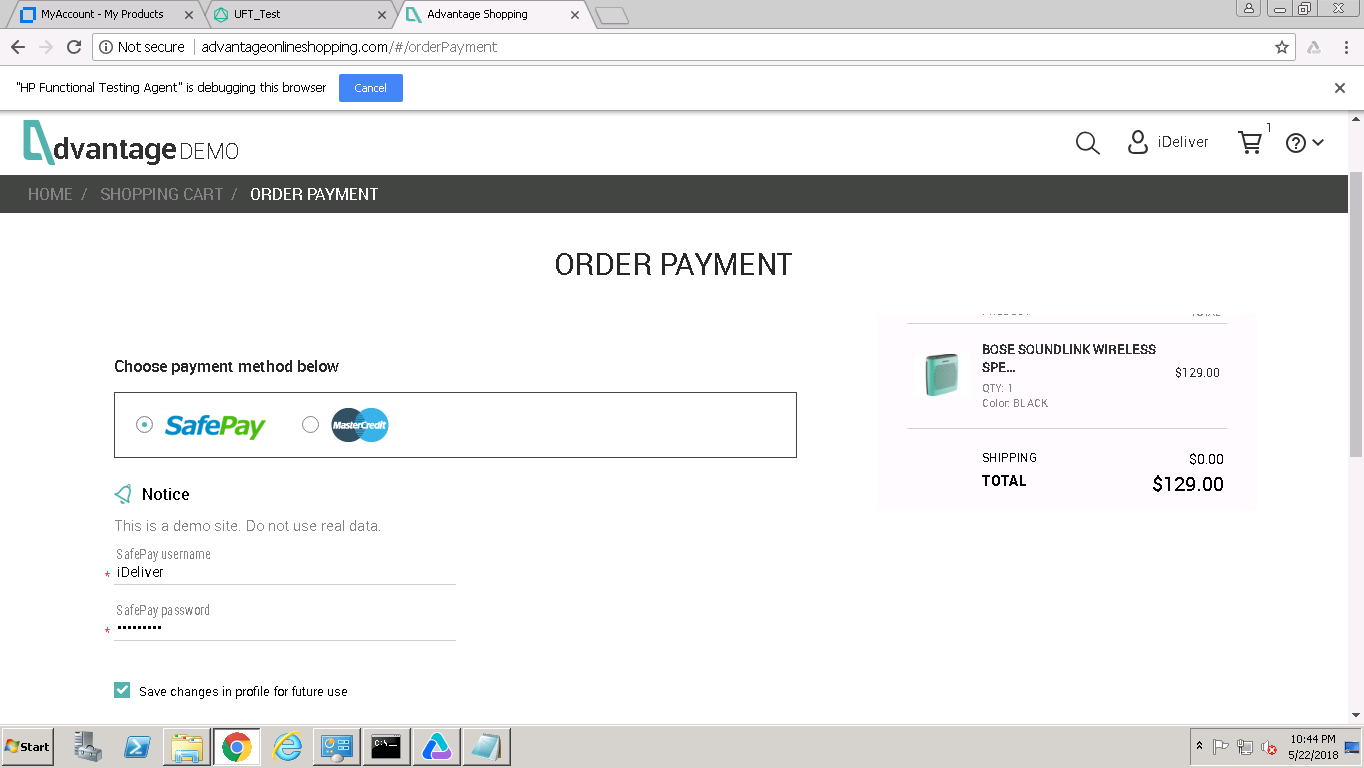 MyAccount - My Products
UFT_Test
Advantage Shopping
Not secure
advantageonlineshopping.com/#/orderPayment
"HP Functional Testing Agent" is debugging this browser
Cancel
dvantage DEMO
iDeliver
1
HOME / SHOPPING CART / ORDER PAYMENT
ORDER PAYMENT
Choose payment method below
SafePay
MasterCredit
Notice
This is a demo site. Do not use real data.
SafePay username
* iDeliver
SafePay password
* •••••••••
Save changes in profile for future use
BOSE SOUNDLINK WIRELESS
SPE...
$129.00
QTY: 1
Color: BLACK
SHIPPING $0.00
TOTAL $129.00
Start
C:\
10:44 PM
5/22/2018